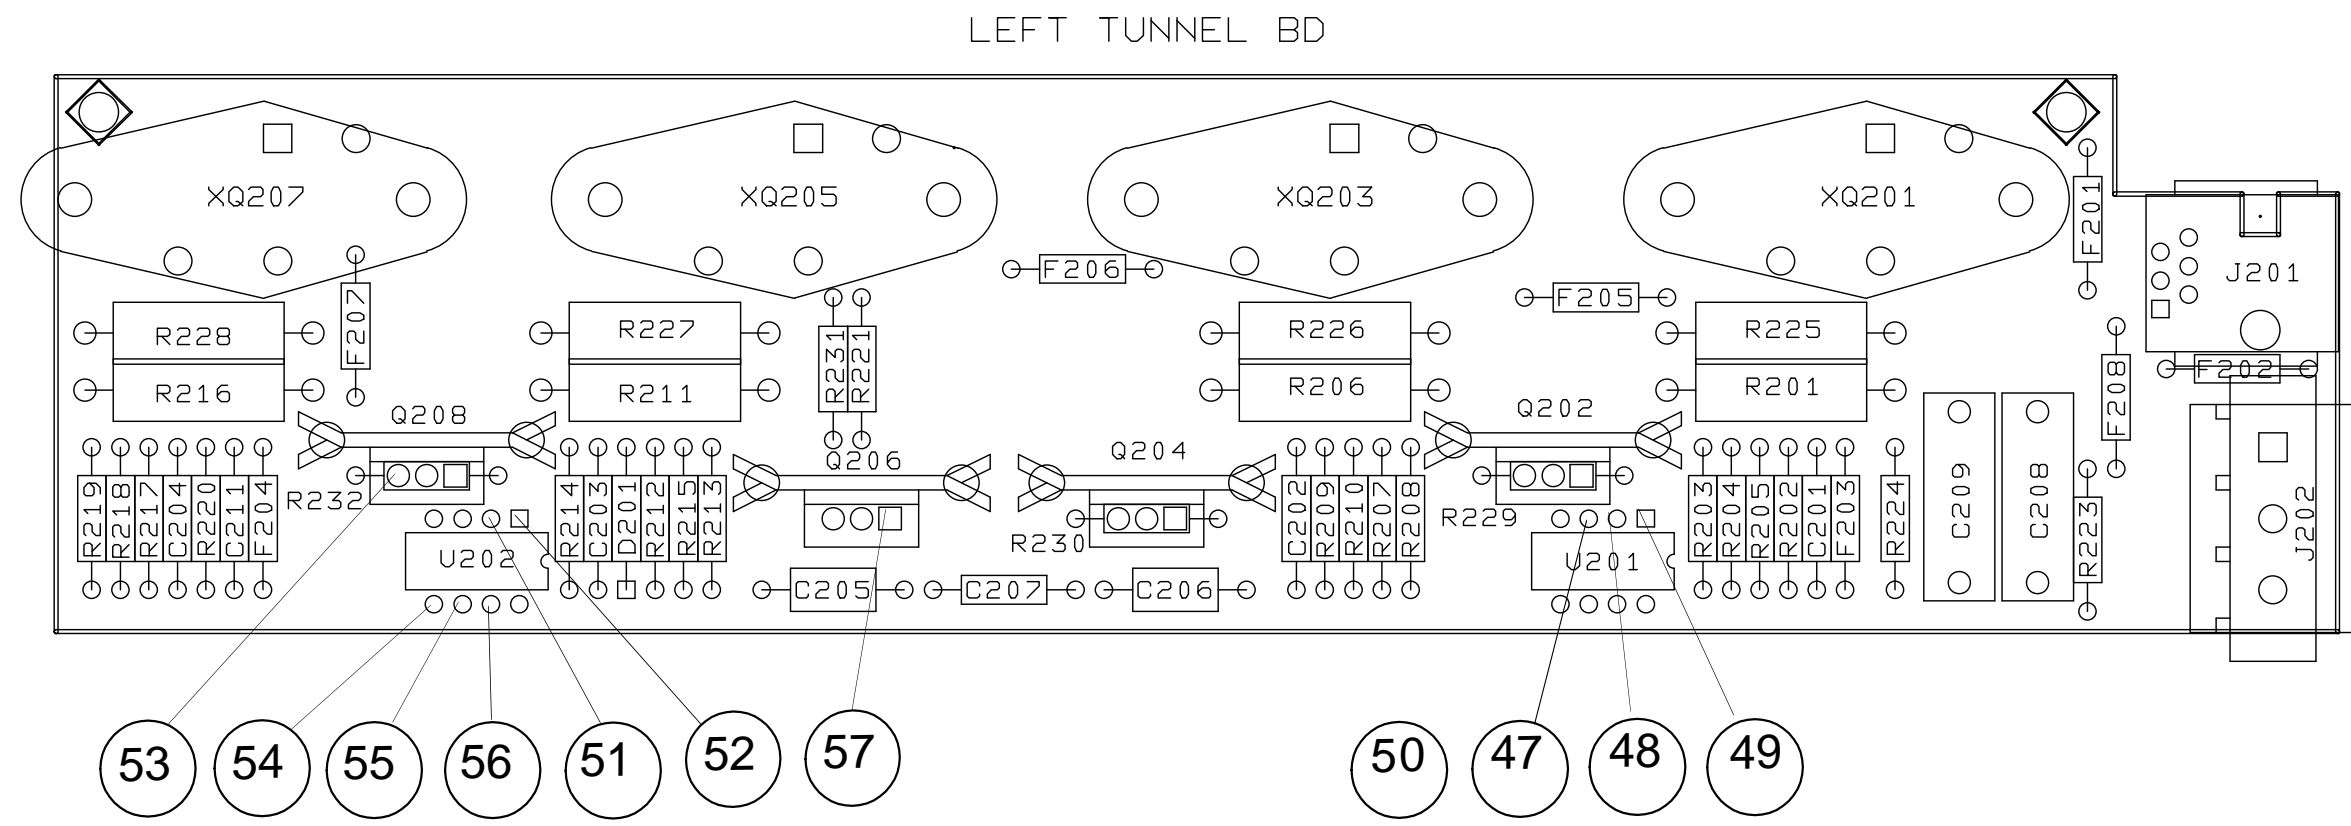 LEFT TUNNEL BD
XQ207 XQ205 XQ203 XQ201
F201
J201
F206
F205
F207
R228 R227 R226 R225
R231 R221
F202
F208
R216 R211 R206 R201
Q208 Q202
Q206 Q204
R232 R229
R230
R219 R218 R217 C204 R220 C211 F204
R214 C203 D201 R212 R215 R213
C202 R209 R210 R207 R208
R203 R204 R205 R202 C201 F203
R224
C209 C208
R223
J202
U202 U201
C205 C207 C206
53 54 55 56 51 52 57 50 47 48 49